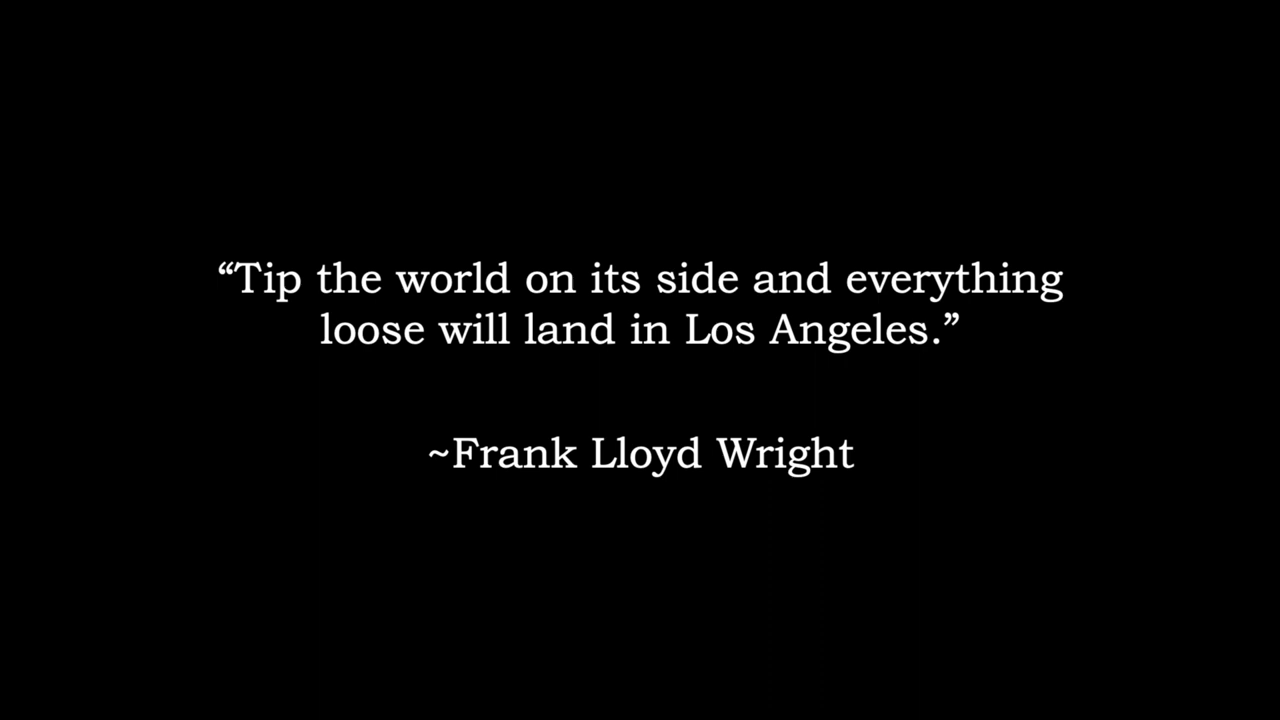 “Tip the world on its side and everything
loose will land in Los Angeles.”
~Frank Lloyd Wright